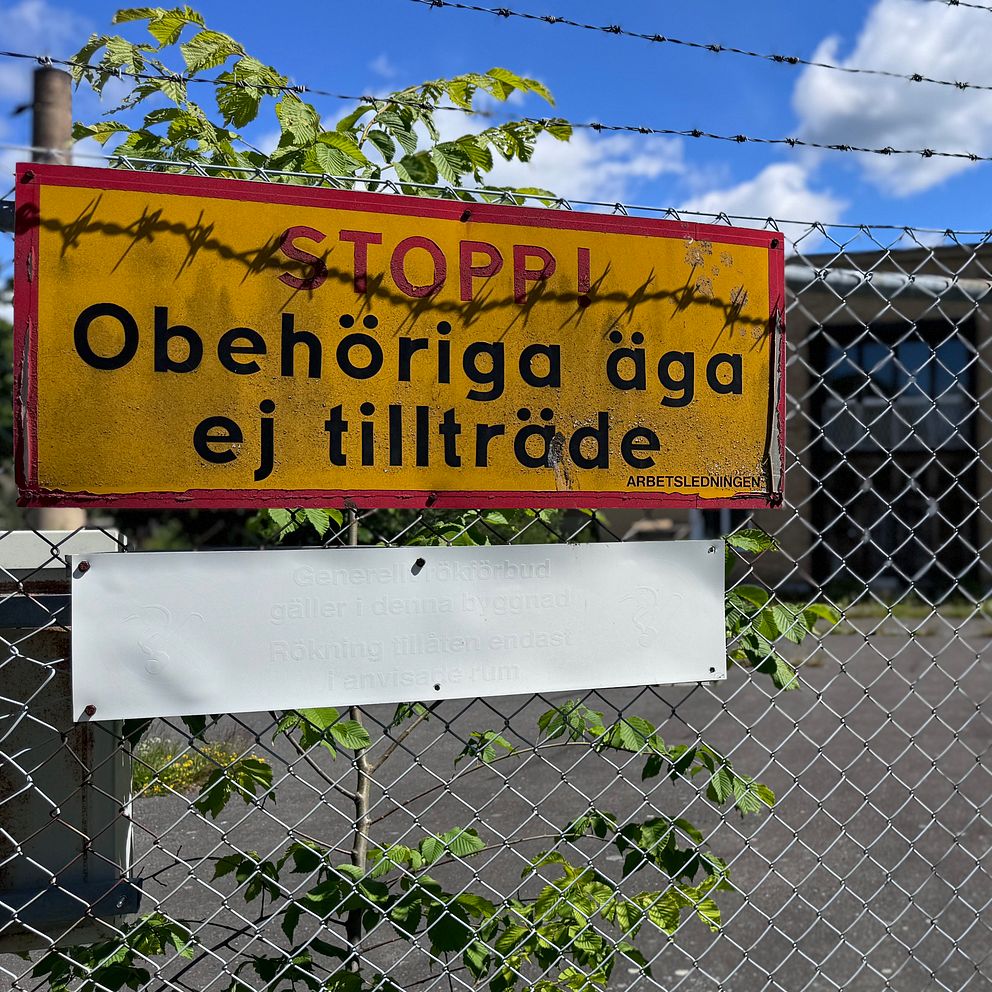 STOPP!
Obehöriga äga
ej tillträde
ARBETSLEDNINGEN
Generellt rökförbud
gäller i denna byggnad
Rökning tillåten endast
i anvisade rum